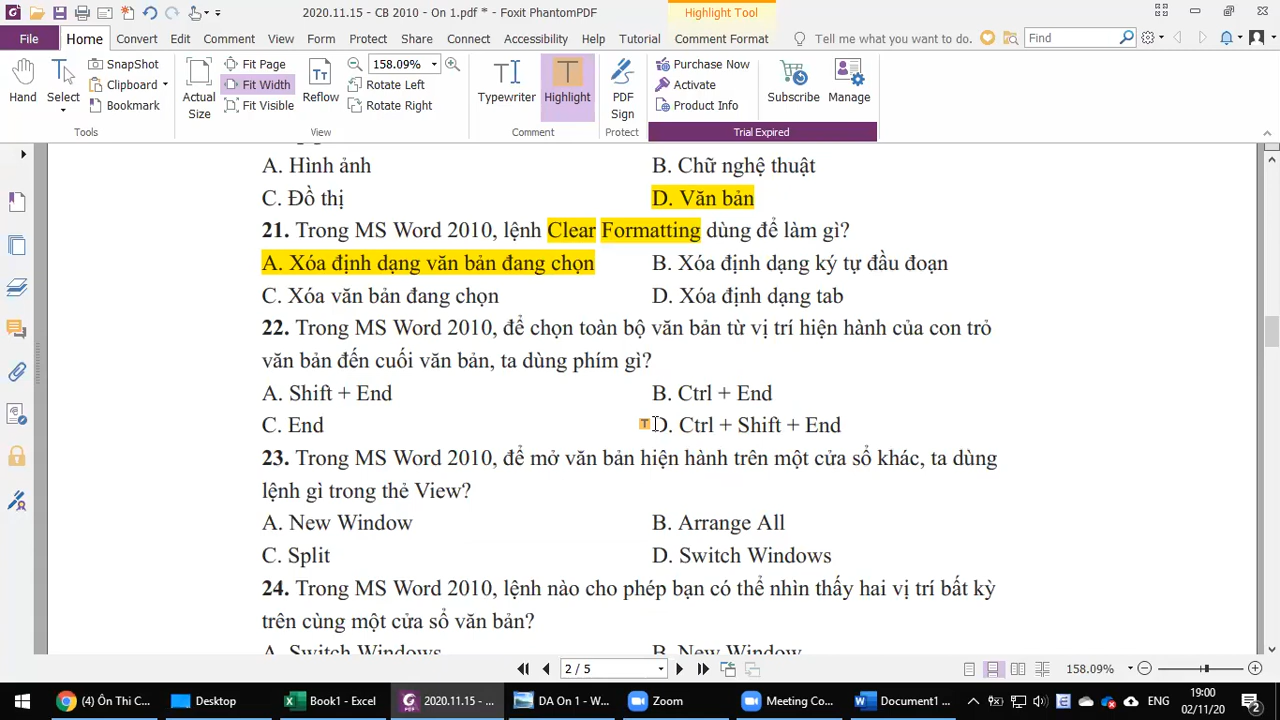 2020.11.15 - CB 2010 - On 1.pdf * - Foxit PhantomPDF
Highlight Tool
File Home Convert Edit Comment View Form Protect Share Connect Accessibility Help Tutorial Comment Format Tell me what you want to do.. Find
Hand
Select
SnapShot
Clipboard
Bookmark
Tools
Actual Size
Fit Page
Fit Width
Fit Visible
Reflow
158.09%
Rotate Left
Rotate Right
View
Typewriter
Highlight
Comment
PDF Sign
Protect
Purchase Now
Activate
Product Info
Trial Expired
Subscribe
Manage
A. Hình ảnh B. Chữ nghệ thuật
C. Đồ thị D. Văn bản
21. Trong MS Word 2010, lệnh Clear Formatting dùng để làm gì?
A. Xóa định dạng văn bản đang chọn B. Xóa định dạng ký tự đầu đoạn
C. Xóa văn bản đang chọn D. Xóa định dạng tab
22. Trong MS Word 2010, để chọn toàn bộ văn bản từ vị trí hiện hành của con trỏ
văn bản đến cuối văn bản, ta dùng phím gì?
A. Shift + End B. Ctrl + End
C. End D. Ctrl + Shift + End
23. Trong MS Word 2010, để mở văn bản hiện hành trên một cửa sổ khác, ta dùng
lệnh gì trong thẻ View?
A. New Window B. Arrange All
C. Split D. Switch Windows
24. Trong MS Word 2010, lệnh nào cho phép bạn có thể nhìn thấy hai vị trí bất kỳ
trên cùng một cửa sổ văn bản?
A. Switch Windows B. New Window
2 / 5 158.09%
(4) Ôn Thi C... Desktop Book1 - Excel 2020.11.15 - ... DA On 1 - W... Zoom Meeting Co... Document1 ... ENG
19:00
02/11/20